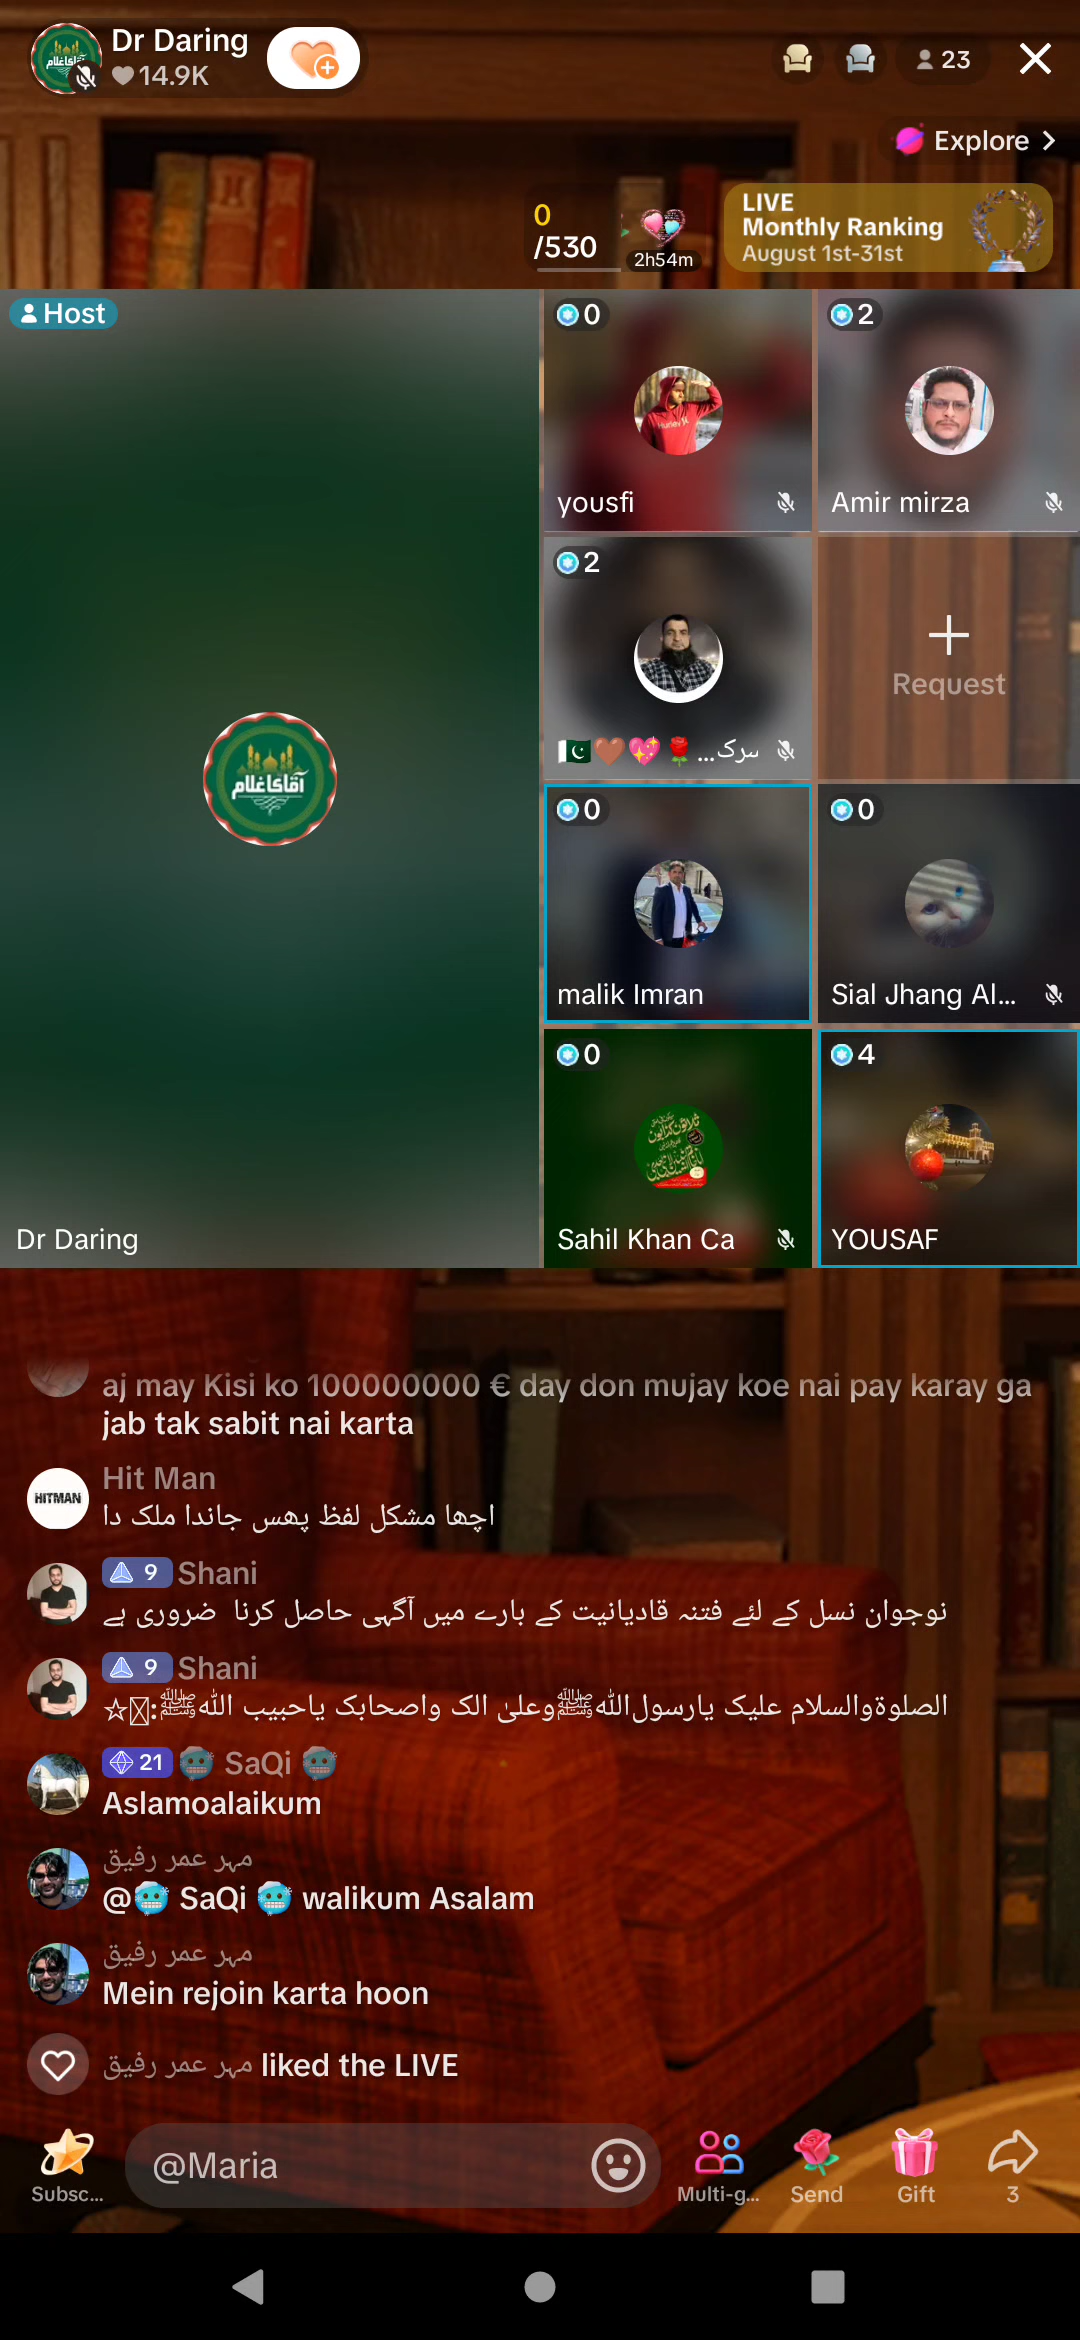 Dr Daring
14.9K
23
Explore
0
/530
2h54m
LIVE
Monthly Ranking
August 1st-31st
Host
آقا کا غلام
Dr Daring
0
yousfi
2
Amir mirza
2
🇵🇰🤎💖🌹...سرک
Request
0
malik Imran
0
Sial Jhang Al...
0
Sahil Khan Ca
4
YOUSAF
aj may Kisi ko 100000000 € day don mujay koe nai pay karay ga
jab tak sabit nai karta
HITMAN
Hit Man
اچھا مشکل لفظ پھس جاندا ملک دا
9 Shani
نوجوان نسل کے لئے فتنہ قادیانیت کے بارے میں آگہی حاصل کرنا ضروری ہے
9 Shani
الصلوۃوالسلام علیک یارسول اللهﷺوعلیٰ الک واصحابک یاحبیب اللهﷺ:☆
21 🥶 SaQi 🥶
Aslamoalaikum
مہر عمر رفیق
@🥶 SaQi 🥶 walikum Asalam
مہر عمر رفیق
Mein rejoin karta hoon
مہر عمر رفیق liked the LIVE
Subsc...
@Maria
Multi-g...
Send
Gift
3